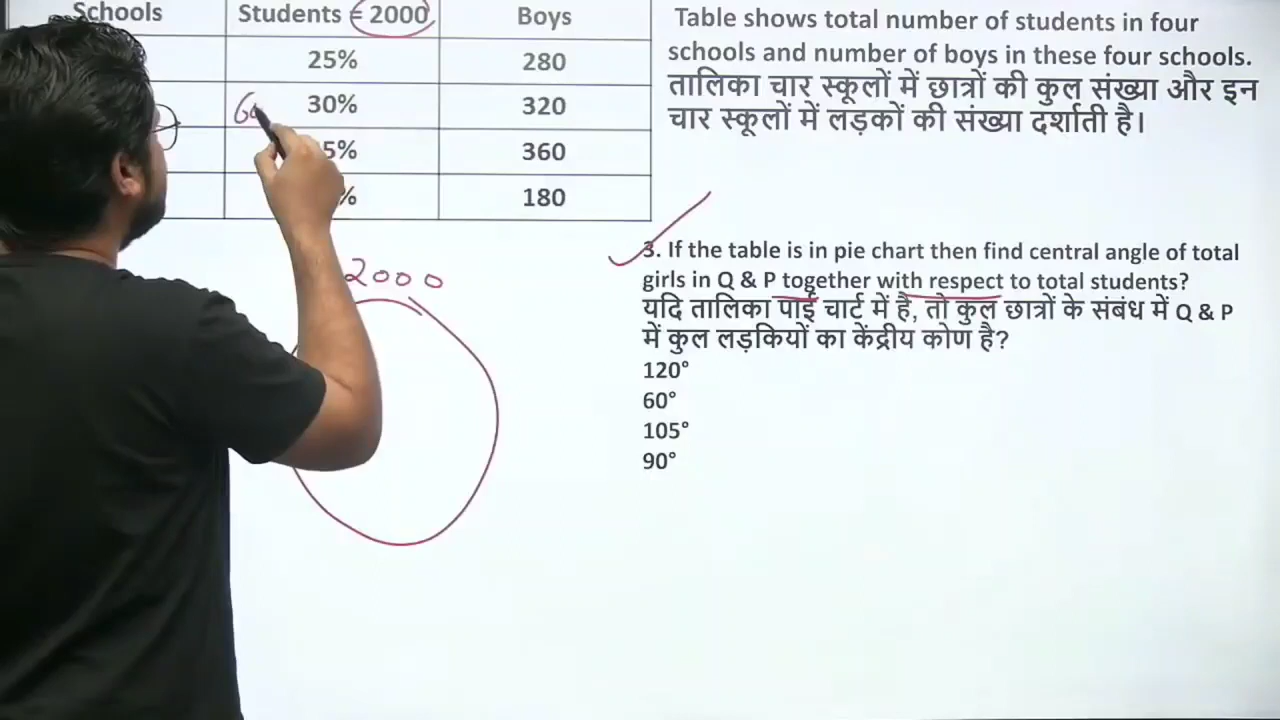 Schools Students = 2000 Boys
25% 280
60 30% 320
5% 360
% 180
Table shows total number of students in four
schools and number of boys in these four schools.
तालिका चार स्कूलों में छात्रों की कुल संख्या और इन
चार स्कूलों में लड़कों की संख्या दर्शाती है।
2000
3. If the table is in pie chart then find central angle of total
girls in Q & P together with respect to total students?
यदि तालिका पाई चार्ट में है, तो कुल छात्रों के संबंध में Q & P
में कुल लड़कियों का केंद्रीय कोण है?
120°
60°
105°
90°